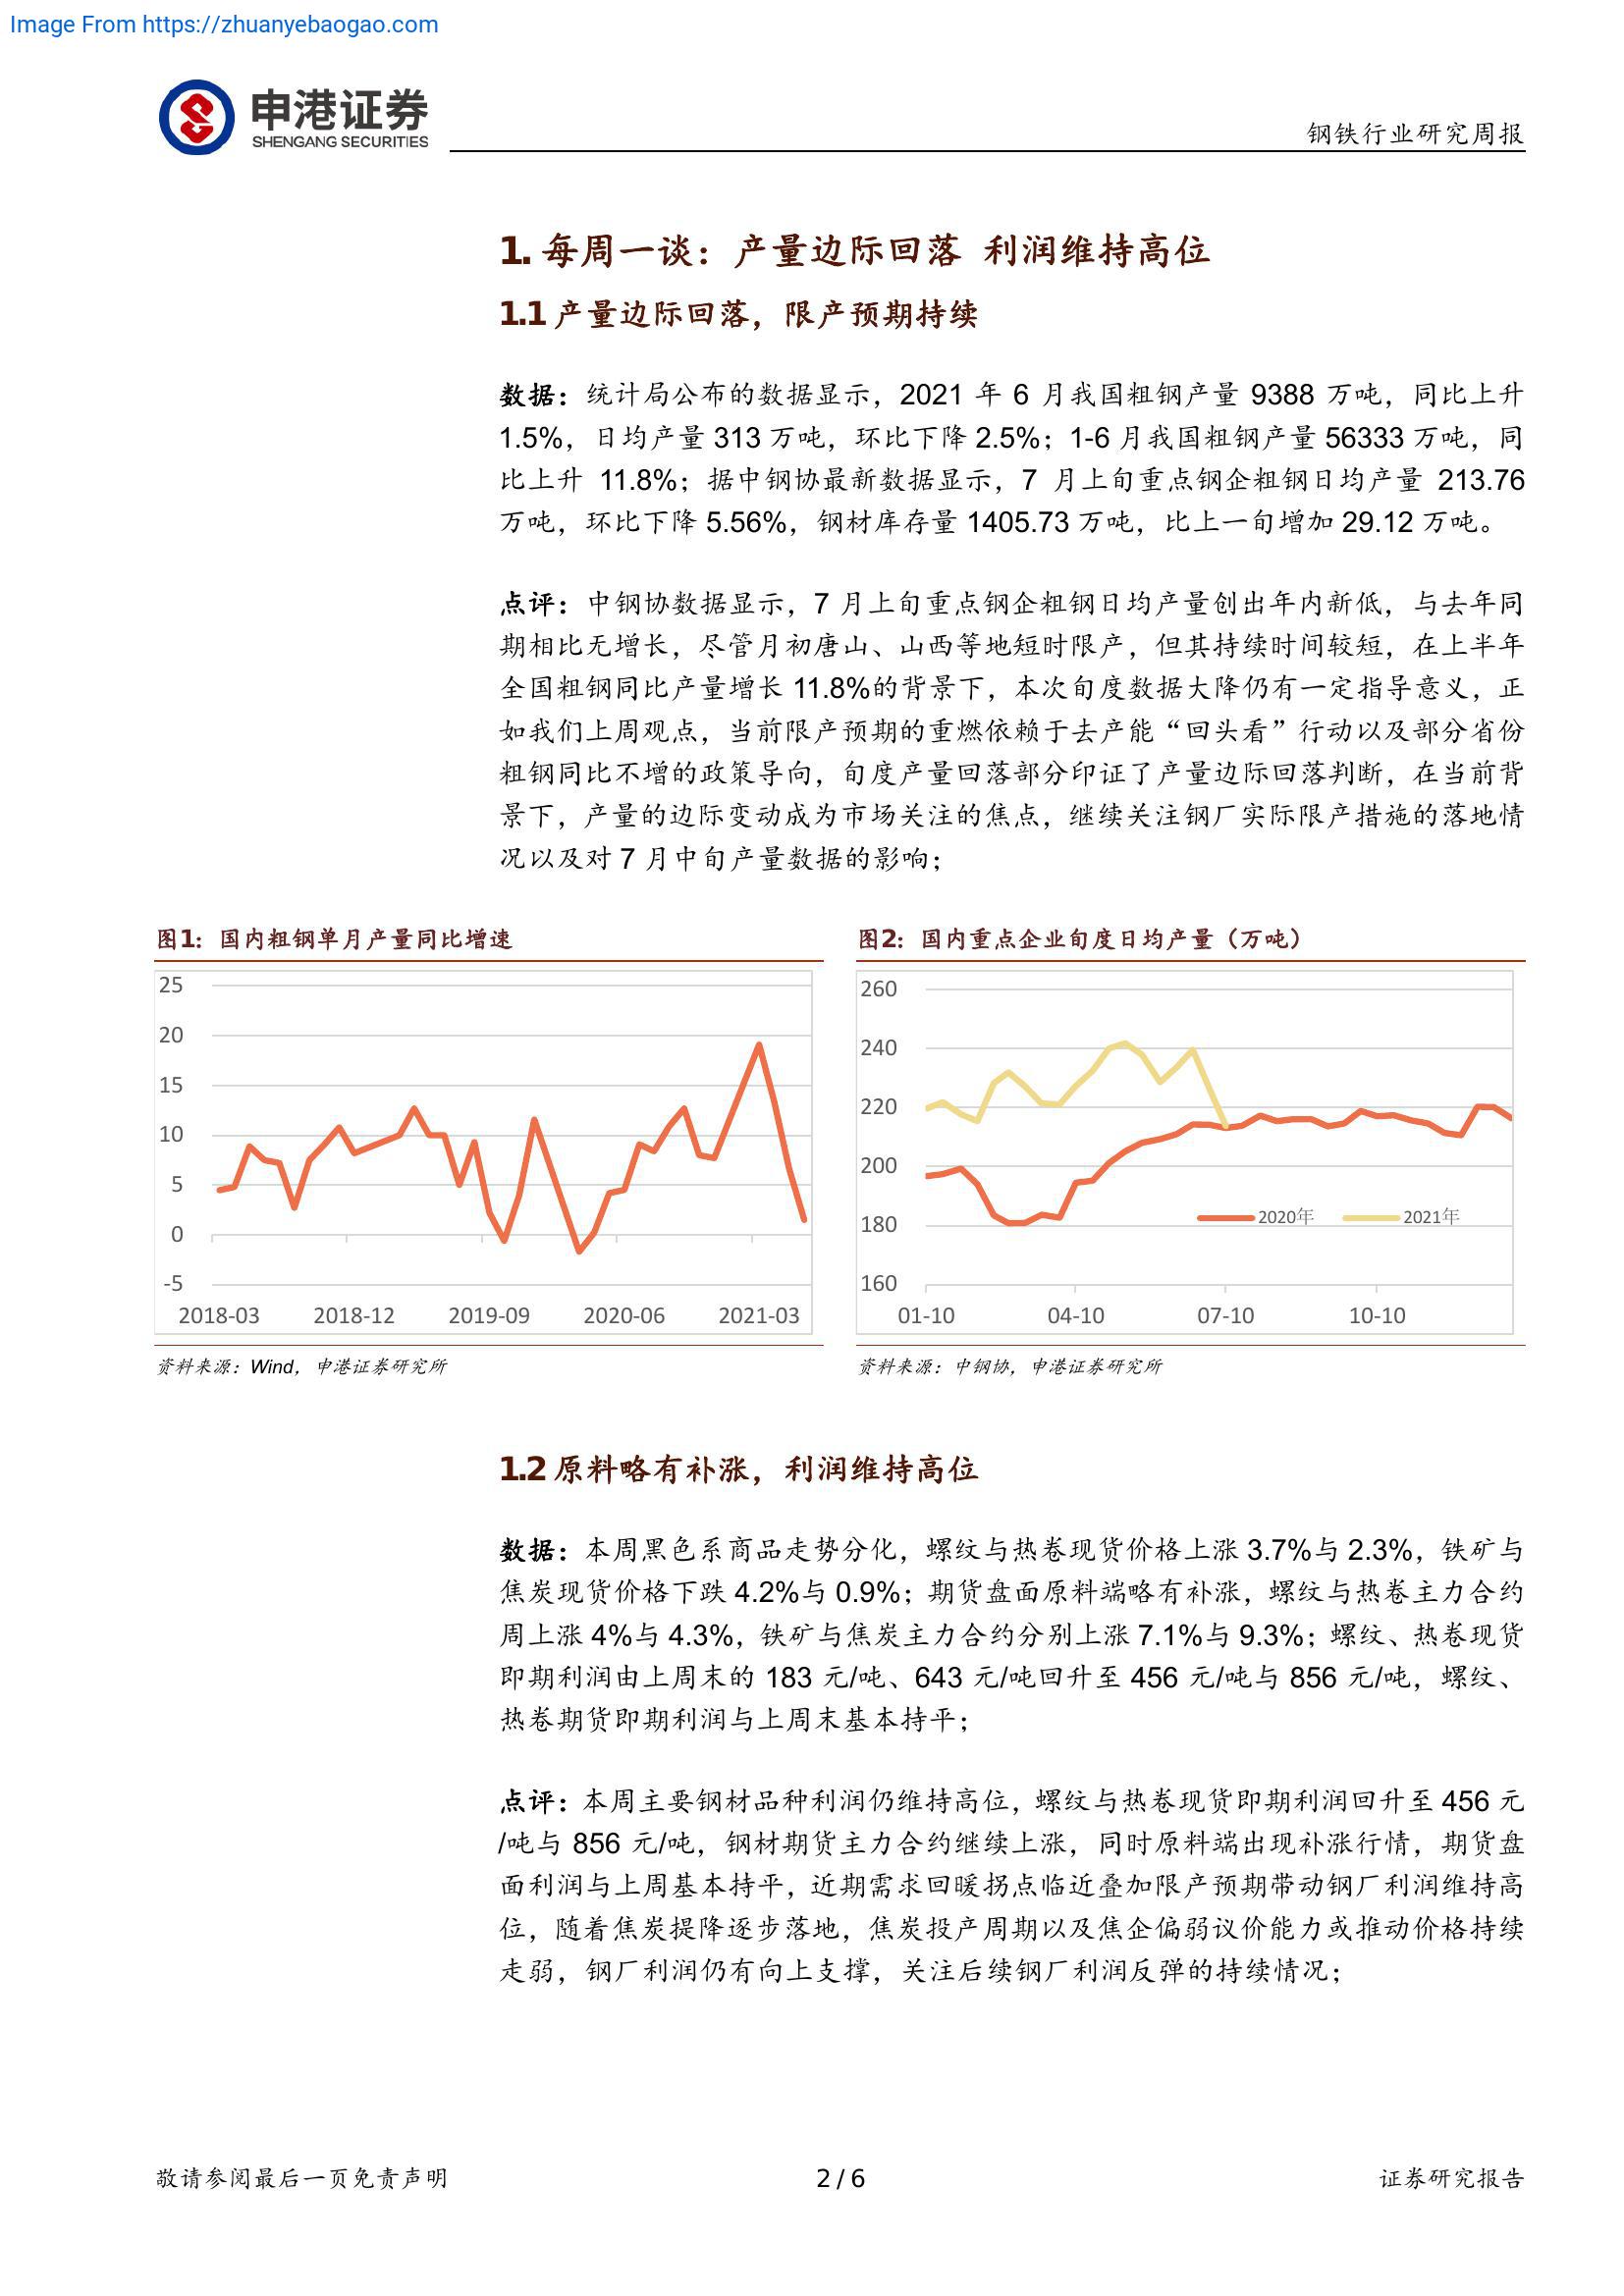 Image From https://zhuanyebaogao.com
申港证券
SHENGANG SECURITIES
钢铁行业研究周报
1. 每周一谈：产量边际回落 利润维持高位
1.1 产量边际回落，限产预期持续
数据：统计局公布的数据显示，2021 年 6 月我国粗钢产量 9388 万吨，同比上升
1.5%，日均产量 313 万吨，环比下降 2.5%；1-6 月我国粗钢产量 56333 万吨，同
比上升 11.8%；据中钢协最新数据显示，7 月上旬重点钢企粗钢日均产量 213.76
万吨，环比下降 5.56%，钢材库存量 1405.73 万吨，比上一旬增加 29.12 万吨。
点评：中钢协数据显示，7 月上旬重点钢企粗钢日均产量创出年内新低，与去年同
期相比无增长，尽管月初唐山、山西等地短时限产，但其持续时间较短，在上半年
全国粗钢同比产量增长 11.8%的背景下，本次旬度数据大降仍有一定指导意义，正
如我们上周观点，当前限产预期的重燃依赖于去产能“回头看”行动以及部分省份
粗钢同比不增的政策导向，旬度产量回落部分印证了产量边际回落判断，在当前背
景下，产量的边际变动成为市场关注的焦点，继续关注钢厂实际限产措施的落地情
况以及对 7 月中旬产量数据的影响；
图1：国内粗钢单月产量同比增速
25
20
15
10
5
0
-5
2018-03 2018-12 2019-09 2020-06 2021-03
资料来源：Wind，申港证券研究所
图2：国内重点企业旬度日均产量（万吨）
260
240
220
200
180
160
2020年 2021年
01-10 04-10 07-10 10-10
资料来源：中钢协，申港证券研究所
1.2 原料略有补涨，利润维持高位
数据：本周黑色系商品走势分化，螺纹与热卷现货价格上涨 3.7%与 2.3%，铁矿与
焦炭现货价格下跌 4.2%与 0.9%；期货盘面原料端略有补涨，螺纹与热卷主力合约
周上涨 4%与 4.3%，铁矿与焦炭主力合约分别上涨 7.1%与 9.3%；螺纹、热卷现货
即期利润由上周末的 183 元/吨、643 元/吨回升至 456 元/吨与 856 元/吨，螺纹、
热卷期货即期利润与上周末基本持平；
点评：本周主要钢材品种利润仍维持高位，螺纹与热卷现货即期利润回升至 456 元
/吨与 856 元/吨，钢材期货主力合约继续上涨，同时原料端出现补涨行情，期货盘
面利润与上周基本持平，近期需求回暖拐点临近叠加限产预期带动钢厂利润维持高
位，随着焦炭提降逐步落地，焦炭投产周期以及焦企偏弱议价能力或推动价格持续
走弱，钢厂利润仍有向上支撑，关注后续钢厂利润反弹的持续情况；
敬请参阅最后一页免责声明
2 / 6
证券研究报告